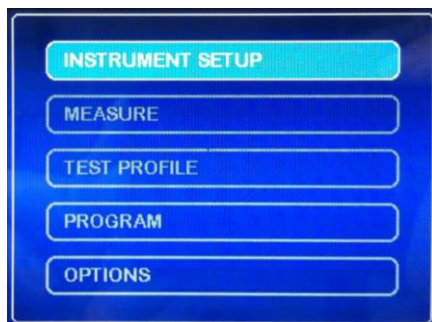 INSTRUMENT SETUP
MEASURE
TEST PROFILE
PROGRAM
OPTIONS